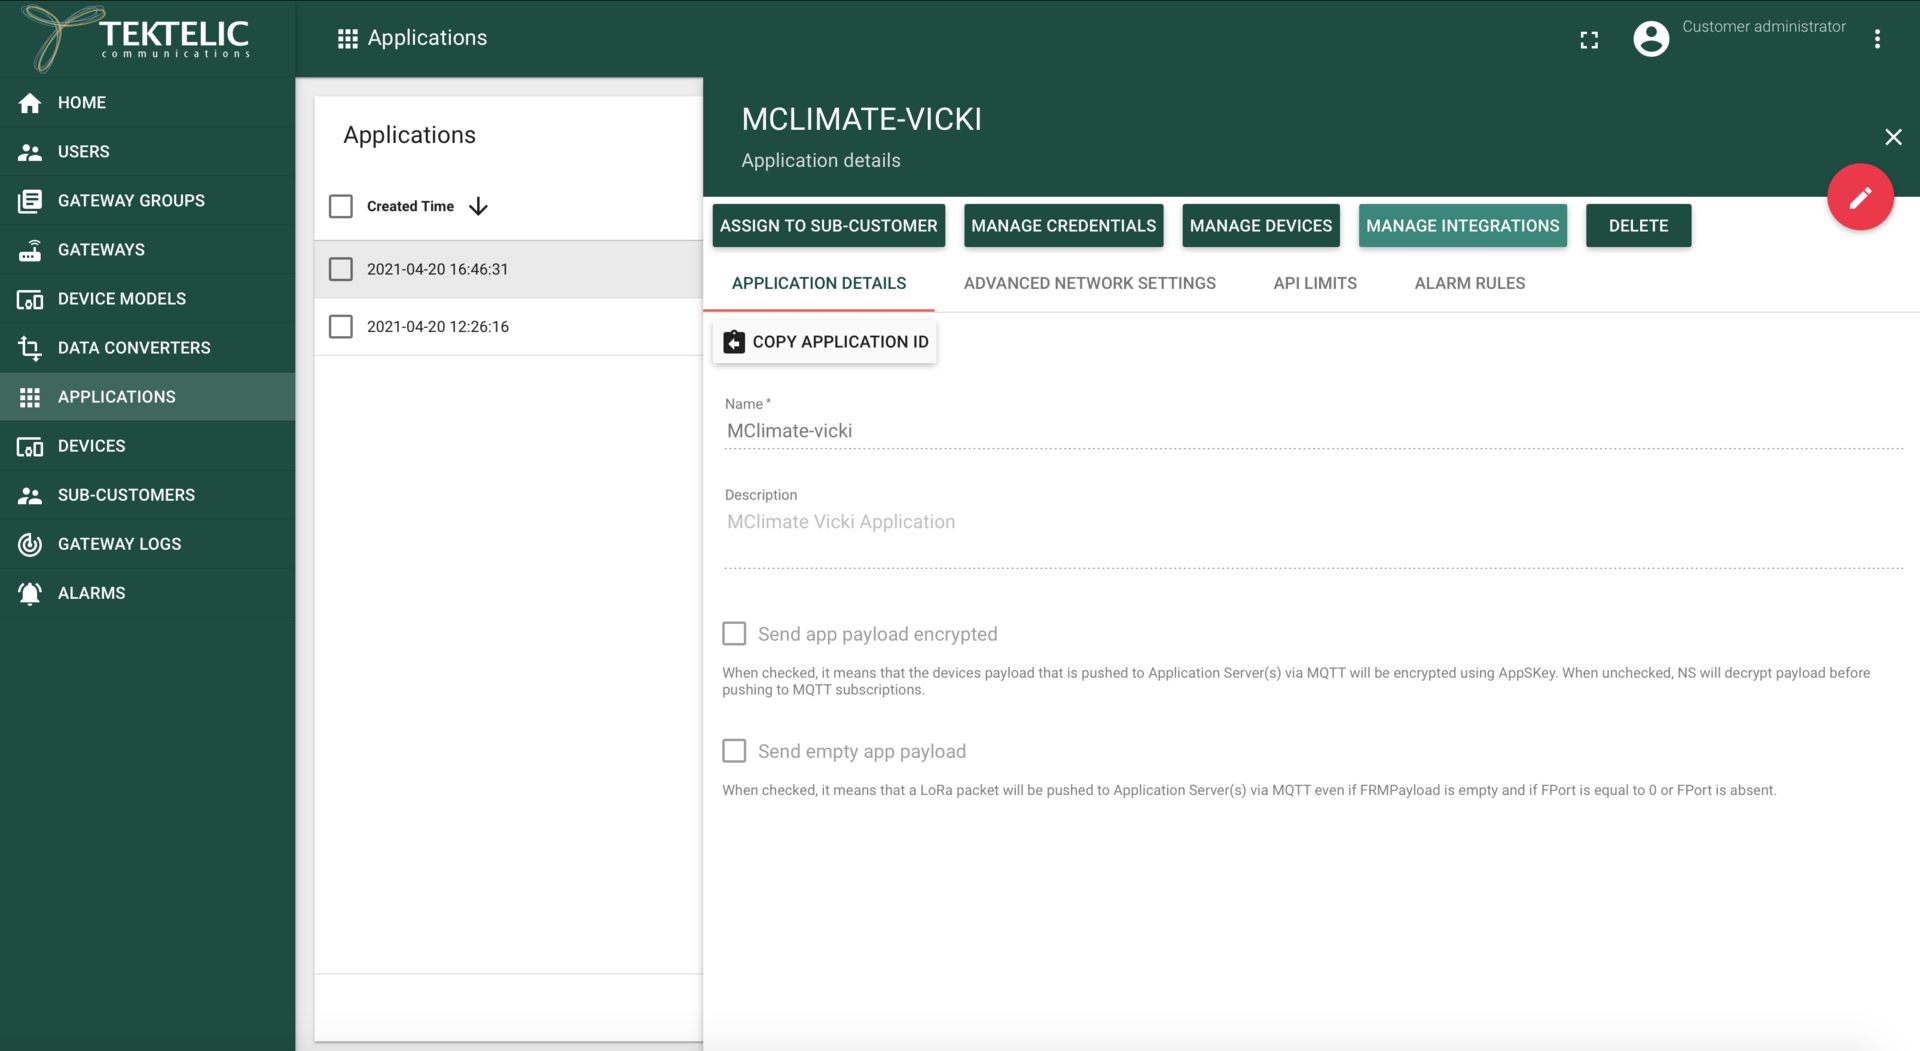 TEKTELIC
communications
Applications
Customer administrator
HOME
USERS
GATEWAY GROUPS
GATEWAYS
DEVICE MODELS
DATA CONVERTERS
APPLICATIONS
DEVICES
SUB-CUSTOMERS
GATEWAY LOGS
ALARMS
Applications
Created Time
2021-04-20 16:46:31
2021-04-20 12:26:16
MCLIMATE-VICKI
Application details
ASSIGN TO SUB-CUSTOMER
MANAGE CREDENTIALS
MANAGE DEVICES
MANAGE INTEGRATIONS
DELETE
APPLICATION DETAILS
ADVANCED NETWORK SETTINGS
API LIMITS
ALARM RULES
COPY APPLICATION ID
Name *
MClimate-vicki
Description
MClimate Vicki Application
Send app payload encrypted
When checked, it means that the devices payload that is pushed to Application Server(s) via MQTT will be encrypted using AppSKey. When unchecked, NS will decrypt payload before
pushing to MQTT subscriptions.
Send empty app payload
When checked, it means that a LoRa packet will be pushed to Application Server(s) via MQTT even if FRMPayload is empty and if FPort is equal to 0 or FPort is absent.